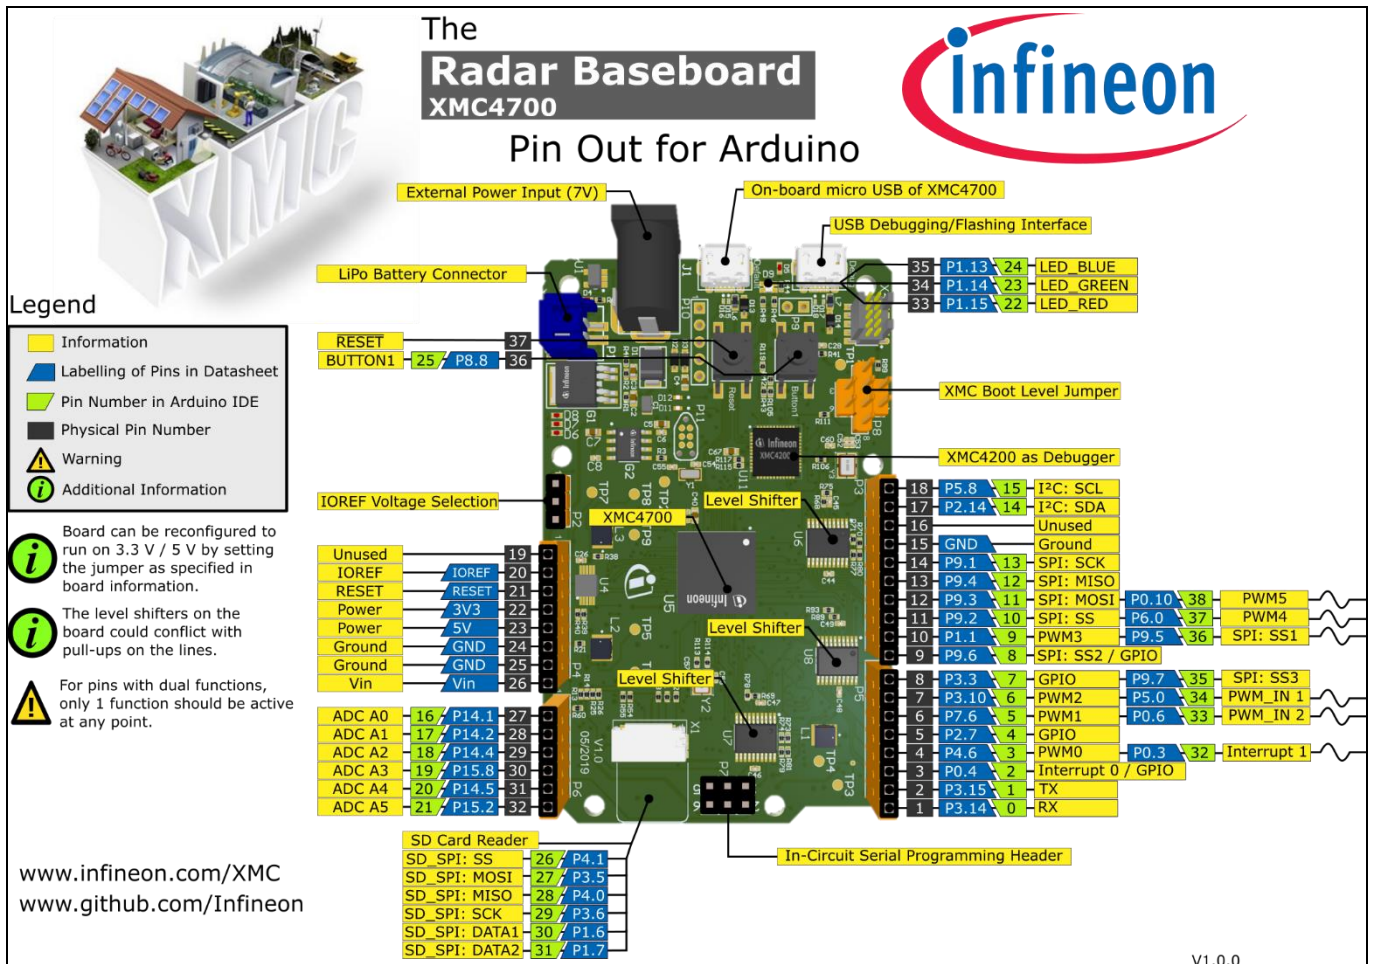 The
Radar Baseboard
XMC4700
Pin Out for Arduino
infineon
XMC
External Power Input (7V)
On-board micro USB of XMC4700
USB Debugging/Flashing Interface
LiPo Battery Connector
35 P1.13 24 LED_BLUE
34 P1.14 23 LED_GREEN
33 P1.15 22 LED_RED
Legend
Information
Labelling of Pins in Datasheet
Pin Number in Arduino IDE
Physical Pin Number
Warning
Additional Information
RESET 37
BUTTON1 25 P8.8 36
XMC Boot Level Jumper
XMC4200 as Debugger
IOREF Voltage Selection
XMC4700
Level Shifter
Level Shifter
Level Shifter
Board can be reconfigured to
run on 3.3 V / 5 V by setting
the jumper as specified in
board information.
The level shifters on the
board could conflict with
pull-ups on the lines.
For pins with dual functions,
only 1 function should be active
at any point.
Unused 19
IOREF IOREF 20
RESET RESET 21
Power 3V3 22
Power 5V 23
Ground GND 24
Ground GND 25
Vin Vin 26
ADC A0 16 P14.1 27
ADC A1 17 P14.2 28
ADC A2 18 P14.4 29
ADC A3 19 P15.8 30
ADC A4 20 P14.5 31
ADC A5 21 P15.2 32
18 P5.8 15 I²C: SCL
17 P2.14 14 I²C: SDA
16 Unused
15 GND Ground
14 P9.1 13 SPI: SCK
13 P9.4 12 SPI: MISO
12 P9.3 11 SPI: MOSI P0.10 38 PWM5
11 P9.2 10 SPI: SS P6.0 37 PWM4
10 P1.1 9 PWM3 P9.5 36 SPI: SS1
9 P9.6 8 SPI: SS2 / GPIO
8 P3.3 7 GPIO P9.7 35 SPI: SS3
7 P3.10 6 PWM2 P5.0 34 PWM_IN 1
6 P7.6 5 PWM1 P0.6 33 PWM_IN 2
5 P2.7 4 GPIO
4 P4.6 3 PWM0 P0.3 32 Interrupt 1
3 P0.4 2 Interrupt 0 / GPIO
2 P3.15 1 TX
1 P3.14 0 RX
SD Card Reader
SD_SPI: SS 26 P4.1
SD_SPI: MOSI 27 P3.5
SD_SPI: MISO 28 P4.0
SD_SPI: SCK 29 P3.6
SD_SPI: DATA1 30 P1.6
SD_SPI: DATA2 31 P1.7
In-Circuit Serial Programming Header
Reset
Button1
Infineon
XMC4200
Infineon
V1.0
05/2019
www.infineon.com/XMC
www.github.com/Infineon
V1.0.0